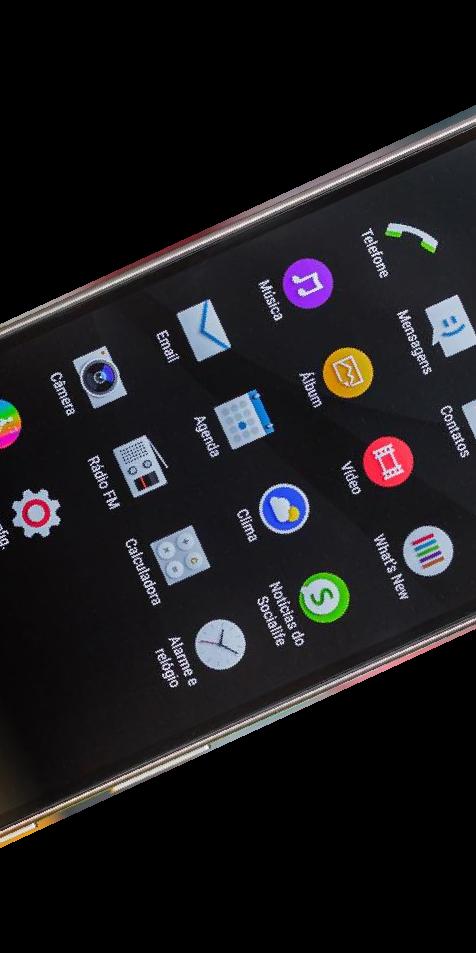 Telefone
Mensagens
Contatos
Música
Álbum
Vídeo
What's New
Email
Agenda
Clima
Notícias do
Socialife
Câmera
Rádio FM
Calculadora
Alarme e
relógio